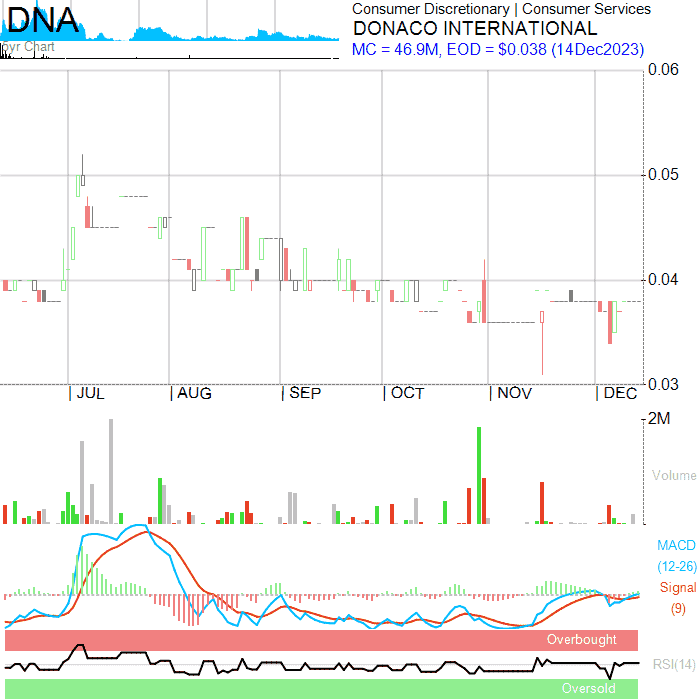 DNA
5yr Chart
Consumer Discretionary | Consumer Services
DONACO INTERNATIONAL
MC = 46.9M, EOD = $0.038 (14Dec2023)
0.06
0.05
0.04
0.03
| JUL | AUG | SEP | OCT | NOV | DEC
2M
Volume
MACD
(12-26)
Signal
(9)
Overbought
RSI(14)
Oversold